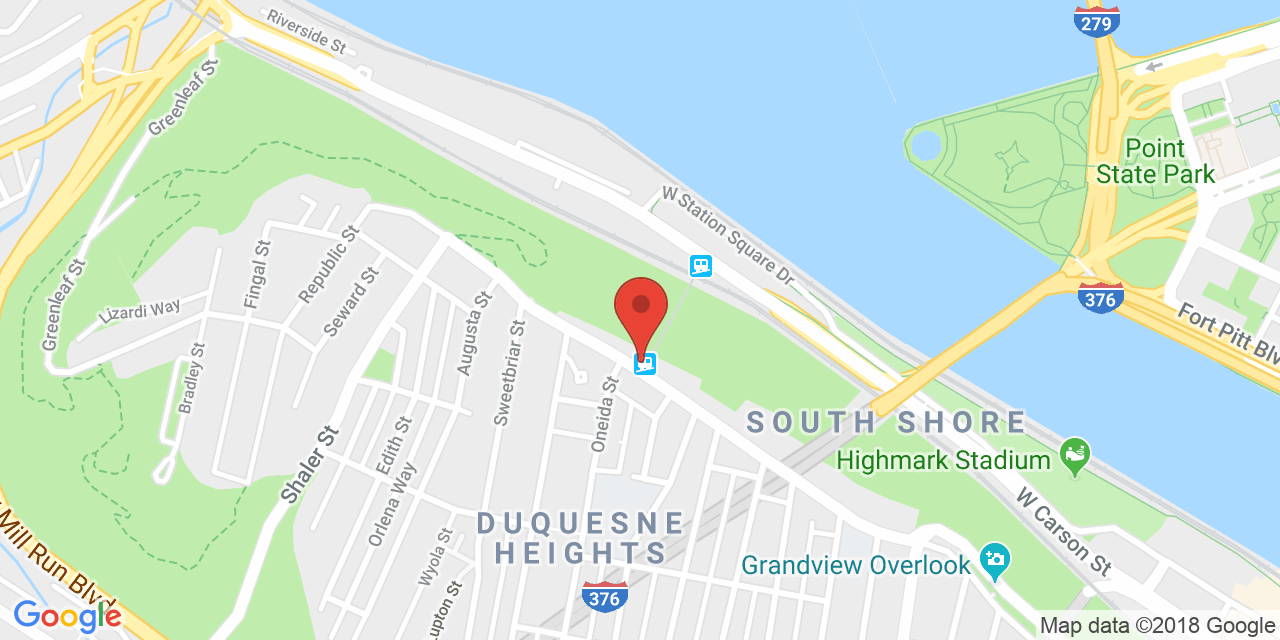 Riverside St
279
Greenleaf St
Point
State Park
W Station Square Dr
Republic St
Fingal St
Seward St
Greenleaf St
Lizardi Way
376
Fort Pitt Blv
Augusta St
Sweetbriar St
Bradley St
Oneida St
SOUTH SHORE
Highmark Stadium
Edith St
Shaler St
Orlena Way
W Carson St
DUQUESNE
HEIGHTS
Wyola St
Grandview Overlook
376
Mill Run Blvd
upton St
Google
Map data ©2018 Google